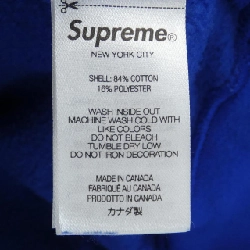 Supreme®
NEW YORK CITY
SHELL: 84% COTTON
16% POLYESTER
WASH INSIDE OUT
MACHINE WASH COLD WITH
LIKE COLORS
DO NOT BLEACH
TUMBLE DRY LOW
DO NOT IRON DECORATION
MADE IN CANADA
FABRIQUÉ AU CANADA
PRODOTTO IN CANADA
カナダ製